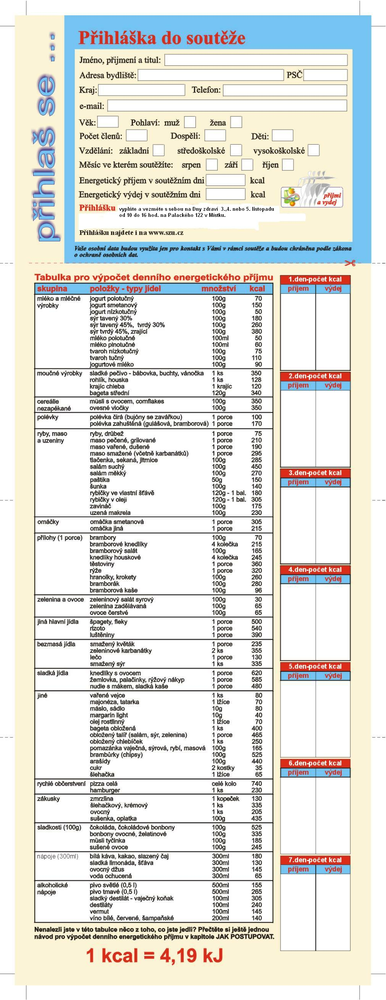 přihlaš se ...
Přihláška do soutěže
Jméno, přijmení a titul:
Adresa bydliště: PSČ
Kraj: Telefon:
e-mail:
Věk: Pohlaví: muž žena
Počet členů: Dospělí: Děti:
Vzdělání: základní středoškolské vysokoškolské
Měsíc ve kterém soutěžíte: srpen září říjen
Energetický příjem v soutěžním dni kcal
Energetický výdej v soutěžním dni kcal
přijmi
a vydej
Přihlášku vyplňte a vezměte s sebou na Dny zdraví 3.,4. nebo 5. listopadu
od 10 do 16 hod. na Palackého 122 v Místku.
Přihlášku najdete i na www.szu.cz
Vaše osobní data budou využita jen pro kontakt s Vámi v rámci soutěže a budou chráněna podle zákona
o ochraně osobních dat.
Tabulka pro výpočet denního energetického příjmu
skupina položky - typy jídel množství kcal
mléko a mléčné jogurt polotučný 100g 70
výrobky jogurt smetanový 100g 150
jogurt nízkotučný 100g 50
sýr tavený 30% 100g 180
sýr tavený 45%, tvrdý 30% 100g 260
sýr tvrdý 45%, zrající 100g 380
mléko polotučné 100ml 50
mléko plnotučné 100ml 60
tvaroh nízkotučný 100g 75
tvaroh tučný 100g 110
jogurtové mléko 100g 90
moučné výrobky sladké pečivo - bábovka, buchty, vánočka 1 ks 350
rohlík, houska 1 ks 128
krajíc chleba 1 krajíc 120
bageta střední 120g 340
cereálie müsli s ovocem, cornflakes 100g 350
nezapékané ovesné vločky 100g 350
polévky polévka čirá (bujóny se zavářkou) 1 porce 100
polévka zahuštěná (gulášová, bramborová) 1 porce 170
ryby, maso ryby, drůbež 1 porce 75
a uzeniny maso pečené, grilované 1 porce 210
maso vařené, dušené 1 porce 190
maso smažené (včetně karbanátků) 1 porce 295
tlačenka, sekaná, jitrnice 100g 285
salám suchý 100g 450
salám měkký 100g 270
paštika 50g 150
šunka 100g 140
rybičky ve vlastní šťávě 120g - 1 bal. 180
rybičky v oleji 120g - 1 bal. 305
zavináč 100g 175
uzená makrela 100g 230
omáčky omáčka smetanová 1 porce 305
omáčka jiná 1 porce 215
přílohy (1 porce) brambory 100g 70
bramborové knedlíky 4 kolečka 215
bramborový salát 100g 165
knedlíky houskové 4 kolečka 245
těstoviny 1 porce 360
rýže 1 porce 320
hranolky, krokety 100g 260
bramborák 100g 280
bramborová kaše 100g 96
zelenina a ovoce zeleninový salát syrový 100g 30
zelenina zadělávaná 100g 65
ovoce čerstvé 100g 65
jiná hlavní jídla špagety, fleky 1 porce 500
rizoto 1 porce 540
luštěniny 1 porce 390
bezmasá jídla smažený květák 1 porce 235
zeleninové karbanátky 2 ks 355
lečo 1 porce 130
smažený sýr 1 ks 335
sladká jídla knedlíky s ovocem 1 porce 620
žemlovka, palačinky, rýžový nákyp 1 porce 585
nudle s mákem, sladká kaše 1 porce 480
jiné vařené vejce 1 ks 80
majonéza, tatarka 1 lžíce 70
máslo, sádlo 10g 80
margarín light 10g 40
olej rostlinný 1 lžíce 70
bageta obložená 1 ks 400
obložený talíř (salám, sýr, zelenina) 1 porce 465
obložený chlebíček 1 ks 250
pomazánka vaječná, sýrová, rybí, masová 100g 165
brambůrky (chipsy) 100g 525
arašídy 100g 440
cukr 2 kostky 35
šlehačka 1 lžíce 65
rychlé občerstvení pizza celá celé kolo 740
hamburger 1 ks 230
zákusky zmrzlina 1 kopeček 130
šlehačkový, krémový 1 ks 335
ovocný 1 ks 205
sušenka, oplatka 100g 435
sladkosti (100g) čokoláda, čokoládové bonbony 100g 525
bonbony ovocné, želatinové 100g 335
müsli tyčinka 100g 185
sušené ovoce 100g 245
nápoje (300ml) bílá káva, kakao, slazený čaj 300ml 180
sladká limonáda, šťáva 300ml 130
ovocný džus 300ml 145
voda ochucená 300ml 65
alkoholické pivo světlé (0,5 l) 500ml 155
nápoje pivo tmavé (0,5 l) 500ml 265
sladký destilát - vaječný koňak 100ml 305
destiláty 100ml 240
vermut 100ml 145
víno bílé, červené, šampaňské 200ml 140
Nenalezli jste v této tabulce něco z toho, co jste jedli? Přečtěte si ještě jednou
návod pro výpočet denního energetického příjmu v kapitole JAK POSTUPOVAT.
1 kcal = 4,19 kJ
1.den-počet kcal
příjem výdej
2.den-počet kcal
příjem výdej
3.den-počet kcal
příjem výdej
4.den-počet kcal
příjem výdej
5.den-počet kcal
příjem výdej
6.den-počet kcal
příjem výdej
7.den-počet kcal
příjem výdej